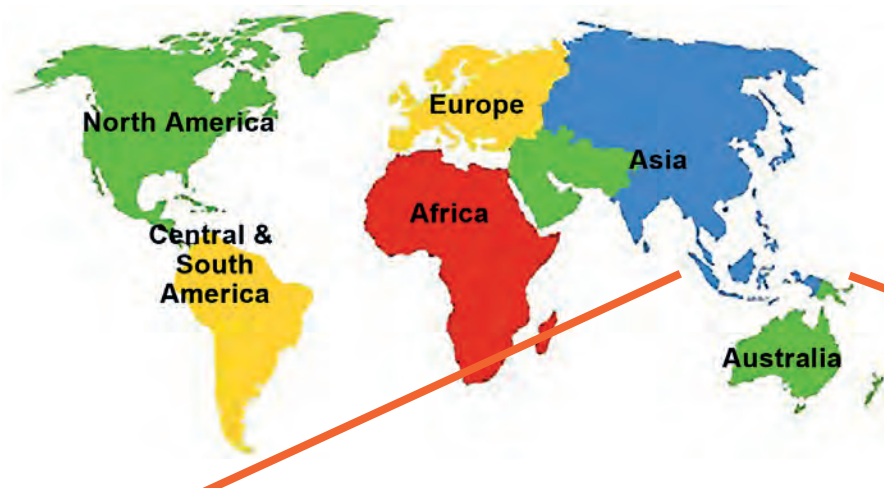 North America
Europe
Asia
Africa
Central &
South
America
Australia